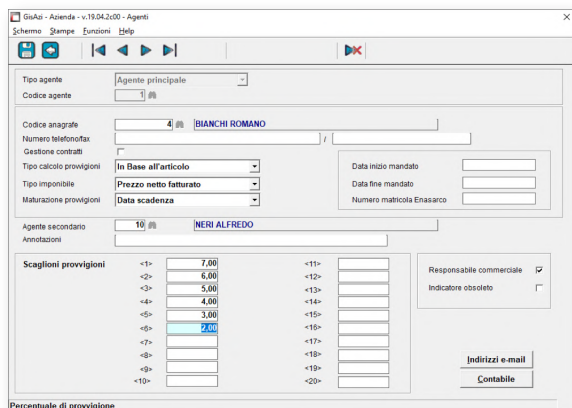 GisAzi - Azienda - v.19.04.2c00 - Agenti
Schermo Stampe Funzioni Help
Tipo agente Agente principale
Codice agente 1
Codice anagrafe 4 BIANCHI ROMANO
Numero telefono/fax /
Gestione contratti
Tipo calcolo provvigioni In Base all'articolo Data inizio mandato
Tipo imponibile Prezzo netto fatturato Data fine mandato
Maturazione provvigioni Data scadenza Numero matricola Enasarco
Agente secondario 10 NERI ALFREDO
Annotazioni
Scaglioni provvigioni <1> 7,00 <11>
<2> 6,00 <12> Responsabile commerciale
<3> 5,00 <13> Indicatore obsoleto
<4> 4,00 <14>
<5> 3,00 <15>
<6> 2,00 <16>
<7> <17>
<8> <18> Indirizzi e-mail
<9> <19>
<10> <20> Contabile
Percentuale di provvigione